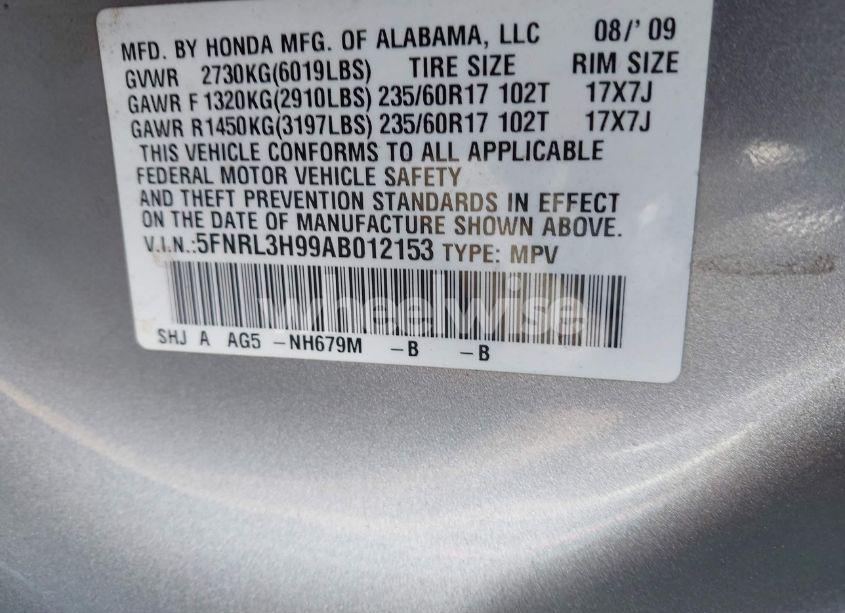 MFD. BY HONDA MFG. OF ALABAMA, LLC 08/' 09
GVWR 2730KG(6019LBS) TIRE SIZE RIM SIZE
GAWR F 1320KG(2910LBS) 235/60R17 102T 17X7J
GAWR R1450KG(3197LBS) 235/60R17 102T 17X7J
THIS VEHICLE CONFORMS TO ALL APPLICABLE
FEDERAL MOTOR VEHICLE SAFETY
AND THEFT PREVENTION STANDARDS IN EFFECT
ON THE DATE OF MANUFACTURE SHOWN ABOVE.
V.I.N.:5FNRL3H99AB012153 TYPE: MPV
wheelwise
SHJ A AG5 -NH679M -B -B